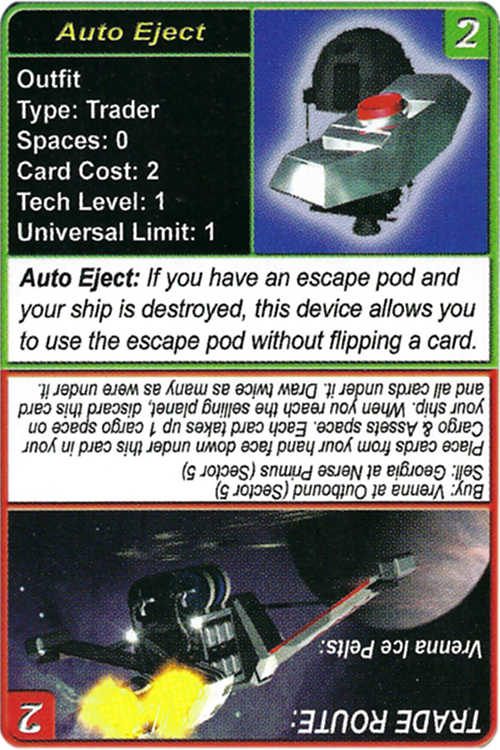 Auto Eject
2
Outfit
Type: Trader
Spaces: 0
Card Cost: 2
Tech Level: 1
Universal Limit: 1
Auto Eject: If you have an escape pod and
your ship is destroyed, this device allows you
to use the escape pod without flipping a card.
TRADE ROUTE:
2
Vrenna Ice Pelts:
Buy: Vrenna at Outbound (Sector 5)
Sell: Georgia at Nerse Primus (Sector 5)
Place cards from your hand face down under this card in your
Cargo & Assets space. Each card takes up 1 cargo space on
your ship. When you reach the selling planet, discard this card
and all cards under it. Draw twice as many as were under it.